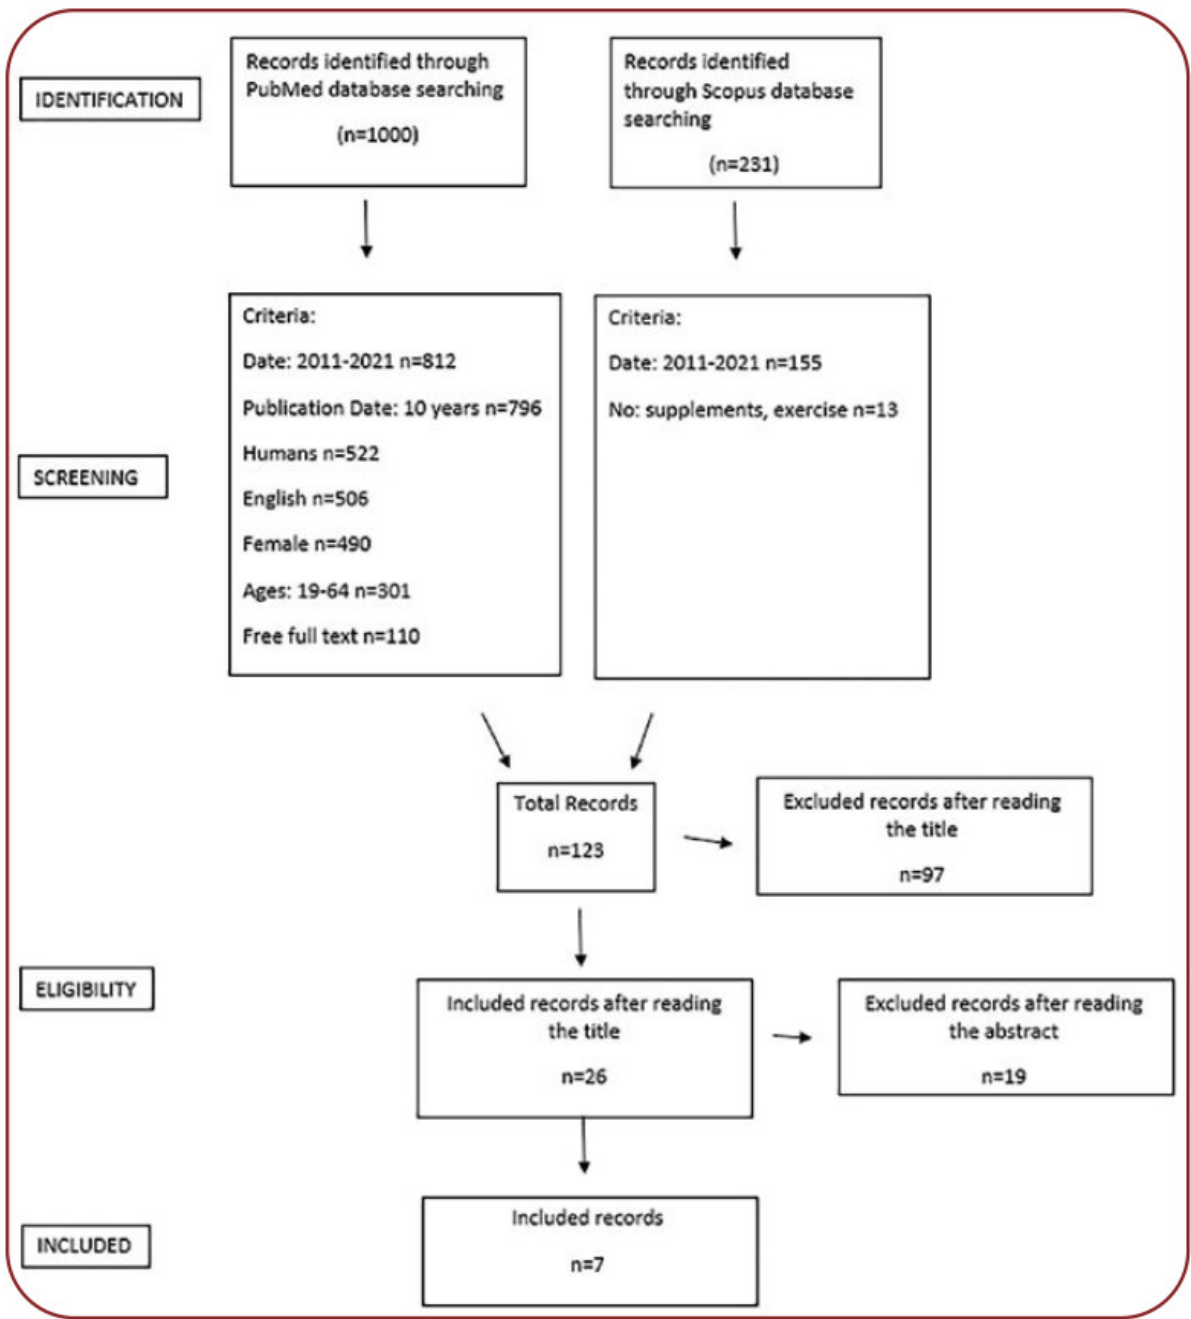 IDENTIFICATION
Records identified through
PubMed database searching
(n=1000)
Records identified
through Scopus database
searching
(n=231)
SCREENING
Criteria:
Date: 2011-2021 n=812
Publication Date: 10 years n=796
Humans n=522
English n=506
Female n=490
Ages: 19-64 n=301
Free full text n=110
Criteria:
Date: 2011-2021 n=155
No: supplements, exercise n=13
Total Records
n=123
Excluded records after reading
the title
n=97
ELIGIBILITY
Included records after reading
the title
n=26
Excluded records after reading
the abstract
n=19
INCLUDED
Included records
n=7